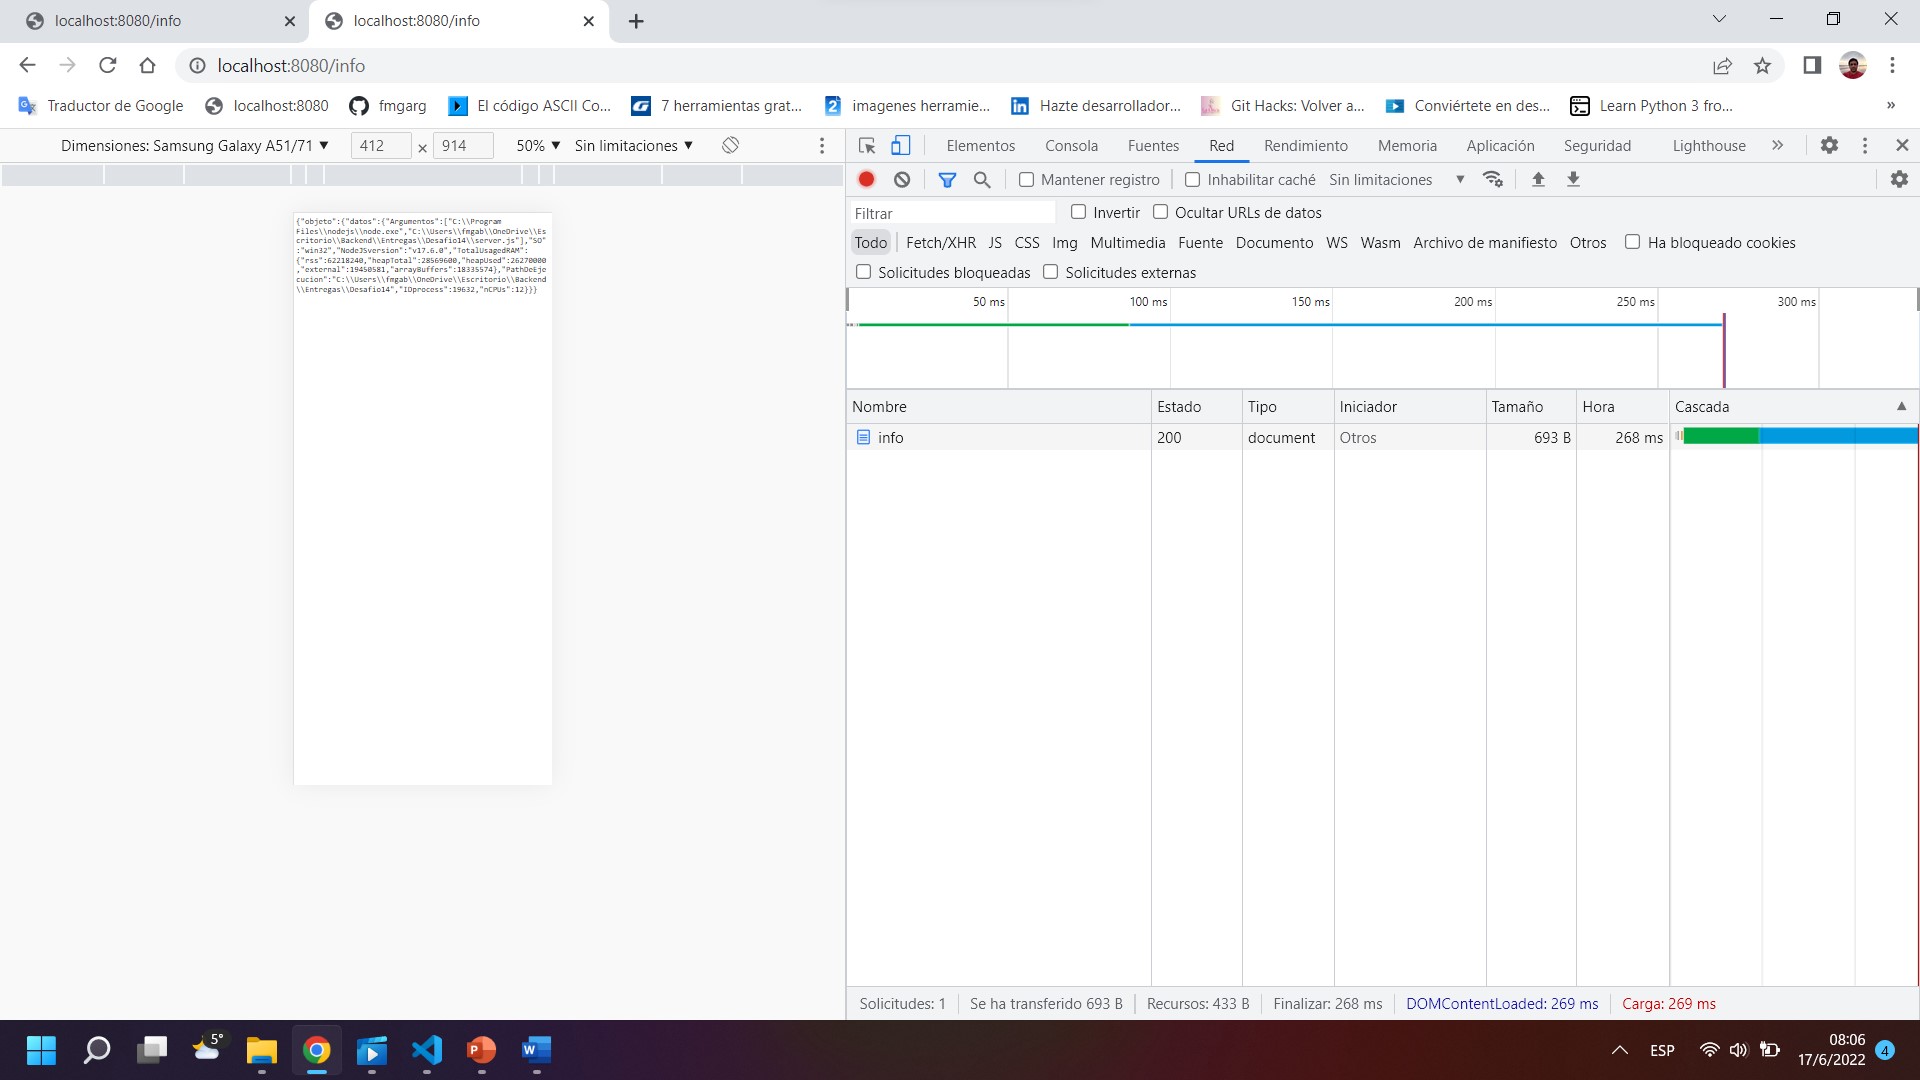 localhost:8080/info
localhost:8080/info
localhost:8080/info
Traductor de Google
localhost:8080
fmgarg
El código ASCII Co...
7 herramientas grat...
imagenes herramie...
Hazte desarrollador...
Git Hacks: Volver a...
Conviértete en des...
Learn Python 3 fro...
»
Dimensiones: Samsung Galaxy A51/71 ▼ 412 × 914 50% ▼ Sin limitaciones ▼
{"objeto":{"datos":{"Argumentos":["C:\\Program
Files\\nodejs\\node.exe","C:\\Users\\fmgab\\OneDrive\\Es
critorio\\Backend\\Entregas\\Desafio14\\server.js"],"SO"
:"win32","NodeJSversion":"v17.6.0","TotalUsagedRAM":
{"rss":62218240,"heapTotal":28569600,"heapUsed":26270000
,"external":19450581,"arrayBuffers":18335574},"PathDeEje
cucion":"C:\\Users\\fmgab\\OneDrive\\Escritorio\\Backend
\\Entregas\\Desafio14","IDprocess":19632,"nCPUs":12}}}
Elementos Consola Fuentes Red Rendimiento Memoria Aplicación Seguridad Lighthouse »
Mantener registro Inhabilitar caché Sin limitaciones ▼
Filtrar Invertir Ocultar URLs de datos
Todo Fetch/XHR JS CSS Img Multimedia Fuente Documento WS Wasm Archivo de manifiesto Otros Ha bloqueado cookies
Solicitudes bloqueadas Solicitudes externas
50 ms 100 ms 150 ms 200 ms 250 ms 300 ms
Nombre Estado Tipo Iniciador Tamaño Hora Cascada ▲
info 200 document Otros 693 B 268 ms
Solicitudes: 1 Se ha transferido 693 B Recursos: 433 B Finalizar: 268 ms DOMContentLoaded: 269 ms Carga: 269 ms
5°
ESP
08:06
17/6/2022
4